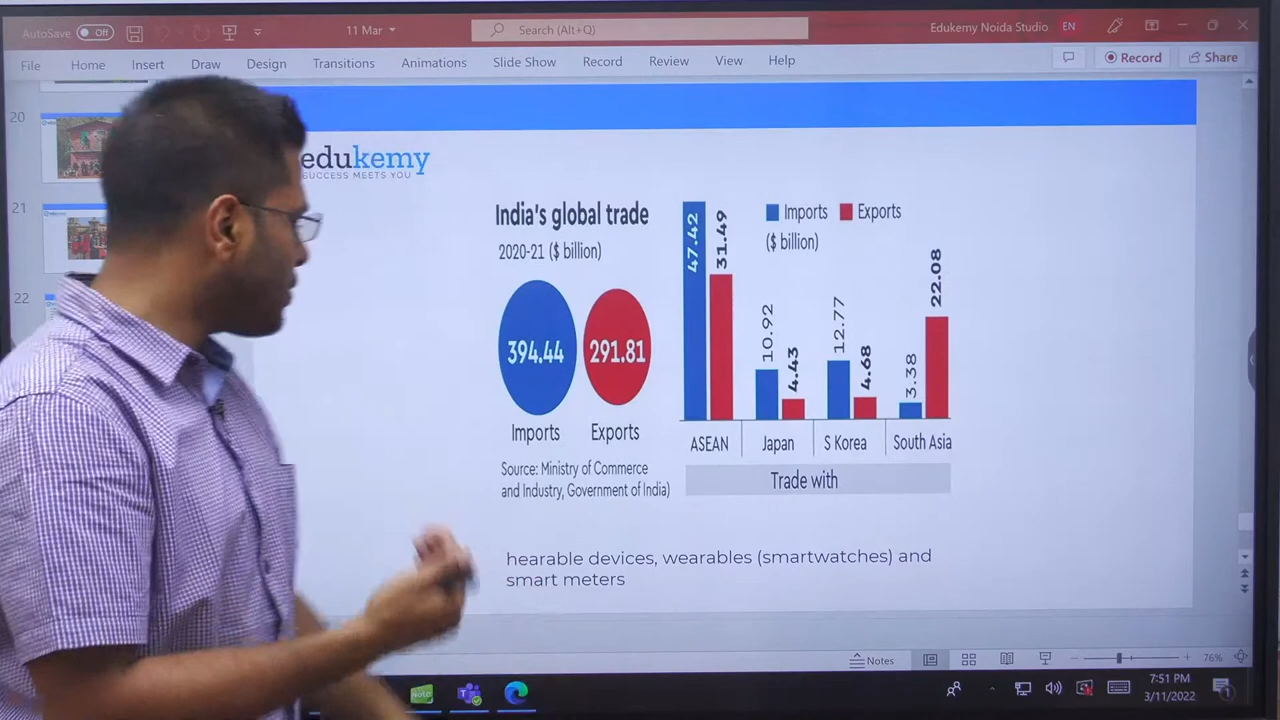 AutoSave
Off
11 Mar
Search (Alt+Q)
Edukemy Noida Studio
EN
File
Home
Insert
Draw
Design
Transitions
Animations
Slide Show
Record
Review
View
Help
Record
Share
20
21
22
edukemy
SUCCESS MEETS YOU
India's global trade
2020-21 ($ billion)
394.44
291.81
Imports
Exports
Source: Ministry of Commerce
and Industry, Government of India)
Imports
Exports
($ billion)
47.42
31.49
10.92
4.43
12.77
4.68
3.38
22.08
ASEAN
Japan
S Korea
South Asia
Trade with
hearable devices, wearables (smartwatches) and
smart meters
Notes
76%
7:51 PM
3/11/2022
1